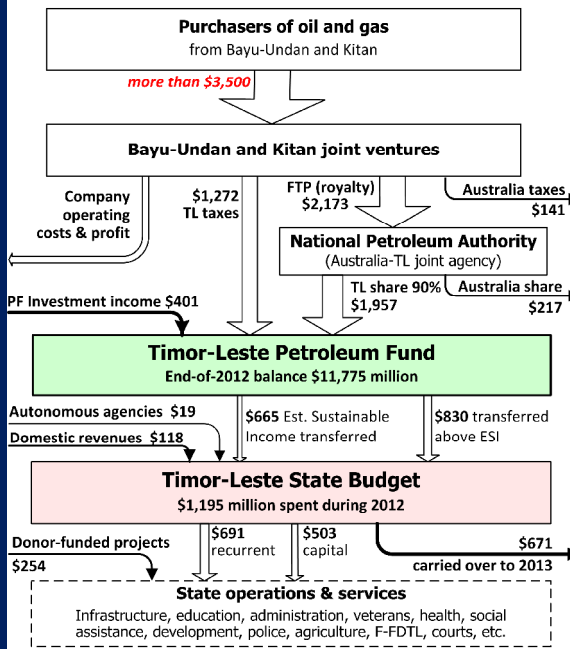 Purchasers of oil and gas
from Bayu-Undan and Kitan
more than $3,500
Bayu-Undan and Kitan joint ventures
Company
operating
costs & profit
$1,272
TL taxes
FTP (royalty)
$2,173
Australia taxes
$141
National Petroleum Authority
(Australia-TL joint agency)
TL share 90%
$1,957
Australia share
$217
PF Investment income $401
Timor-Leste Petroleum Fund
End-of-2012 balance $11,775 million
Autonomous agencies $19
Domestic revenues $118
$665 Est. Sustainable
Income transferred
$830 transferred
above ESI
Timor-Leste State Budget
$1,195 million spent during 2012
Donor-funded projects
$254
$691
recurrent
$503
capital
$671
carried over to 2013
State operations & services
Infrastructure, education, administration, veterans, health, social
assistance, development, police, agriculture, F-FDTL, courts, etc.